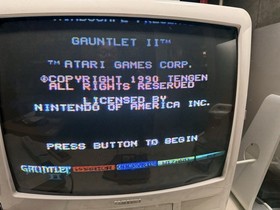 GAUNTLET II™
™ ATARI GAMES CORP.
©COPYRIGHT 1990 TENGEN
ALL RIGHTS RESERVED
LICENSED BY
NINTENDO OF AMERICA INC.
PRESS BUTTON TO BEGIN
GAUNTLET
II